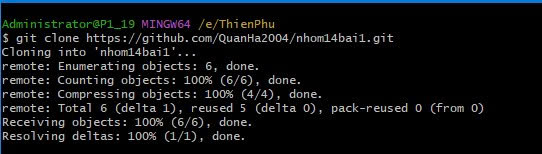 Administrator@P1_19 MINGW64 /e/ThienPhu
$ git clone https://github.com/QuanHa2004/nhom14bai1.git
Cloning into 'nhom14bai1'...
remote: Enumerating objects: 6, done.
remote: Counting objects: 100% (6/6), done.
remote: Compressing objects: 100% (4/4), done.
remote: Total 6 (delta 1), reused 5 (delta 0), pack-reused 0 (from 0)
Receiving objects: 100% (6/6), done.
Resolving deltas: 100% (1/1), done.